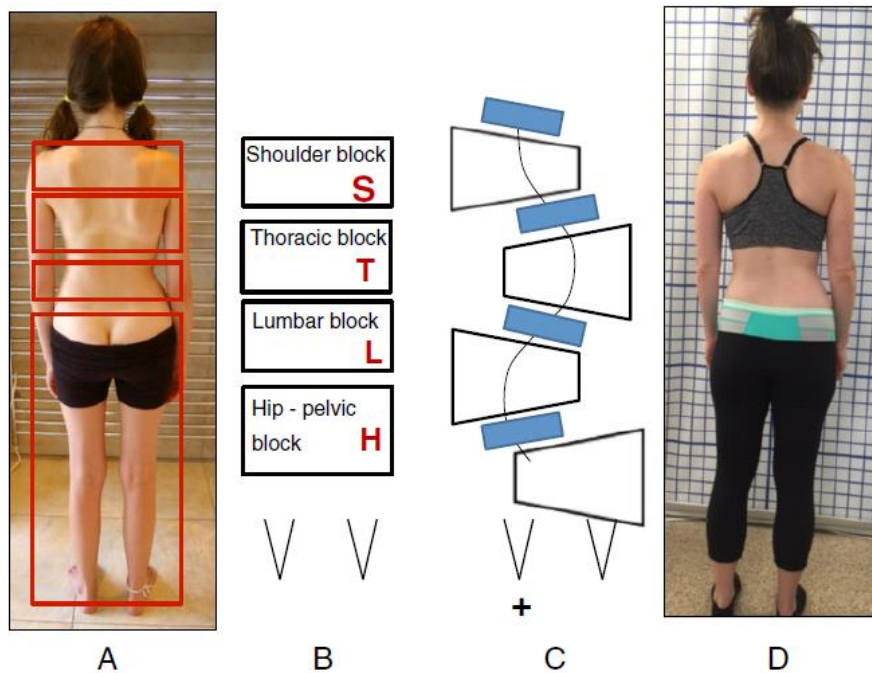 Shoulder block
S
Thoracic block
T
Lumbar block
L
Hip - pelvic
block
H
+
A
B
C
D